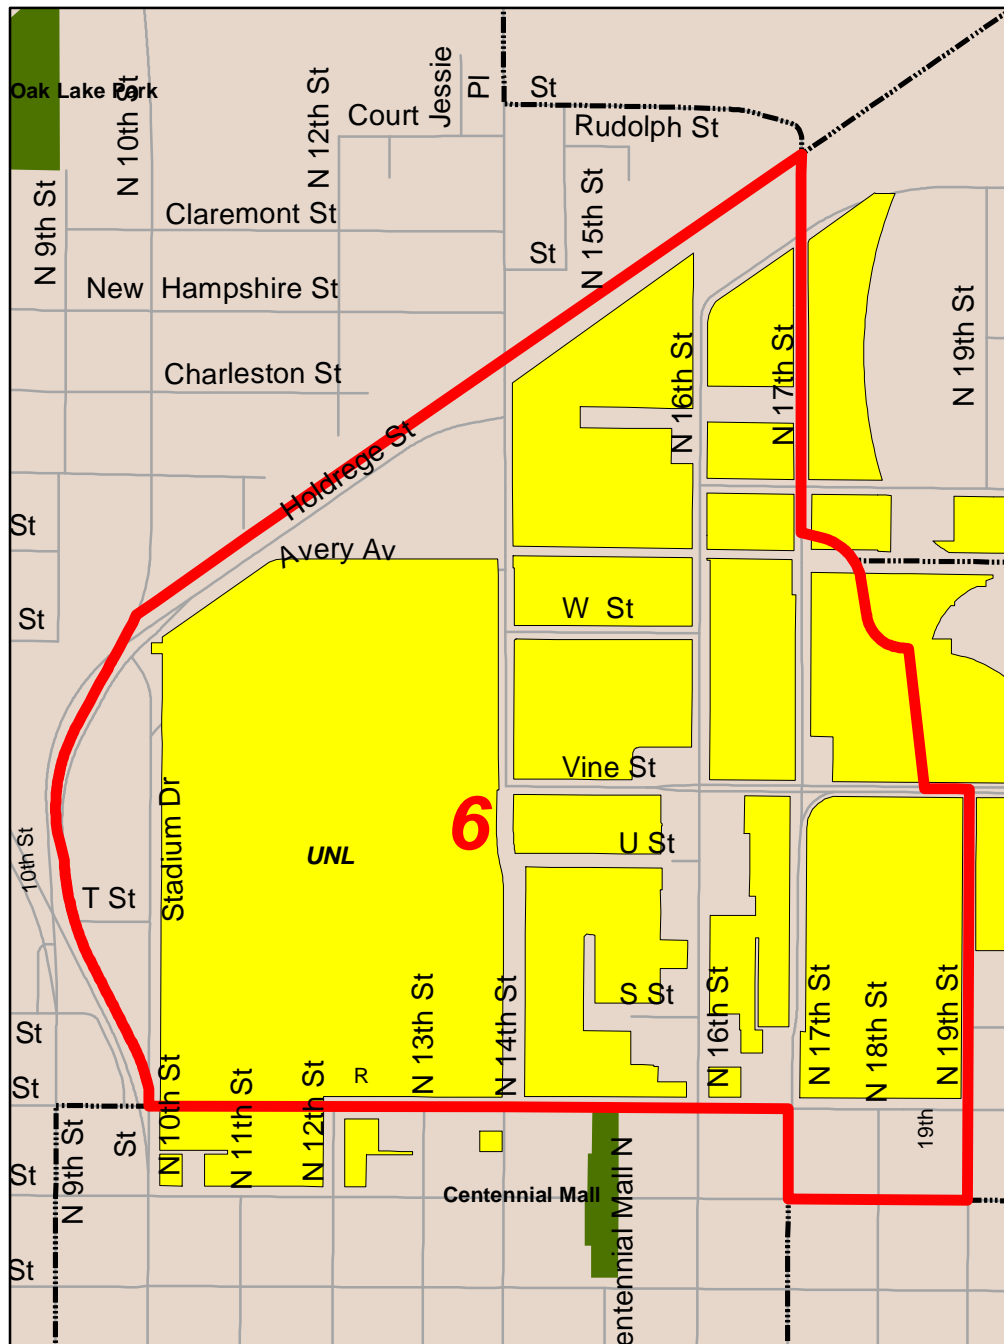 Oak Lake Park
N 10th St
N 12th St
Jessie
Pl
St
Court
Rudolph St
N 9th St
Claremont St
N 15th St
St
New Hampshire St
N 16th St
N 17th St
N 19th St
Charleston St
Holdrege St
St
Avery Av
W St
St
Vine St
6
Stadium Dr
UNL
U St
10th St
T St
S St
N 13th St
N 14th St
N 16th St
N 17th St
N 18th St
N 19th St
St
St
R
N 10th St
N 11th St
N 12th St
N 9th St
St
19th
St
Centennial Mall
entennial Mall N
St